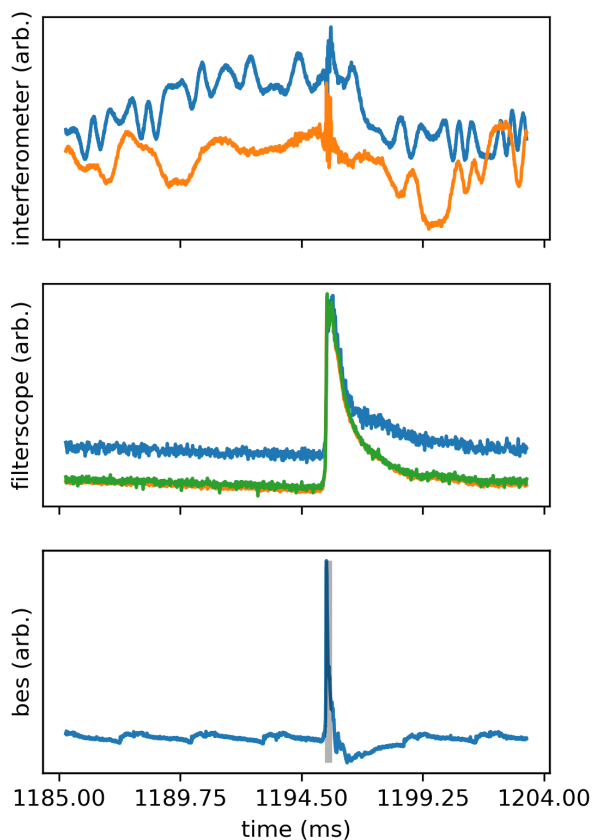 interferometer (arb.)
filterscope (arb.)
bes (arb.)
1185.00 1189.75 1194.50 1199.25 1204.00
time (ms)